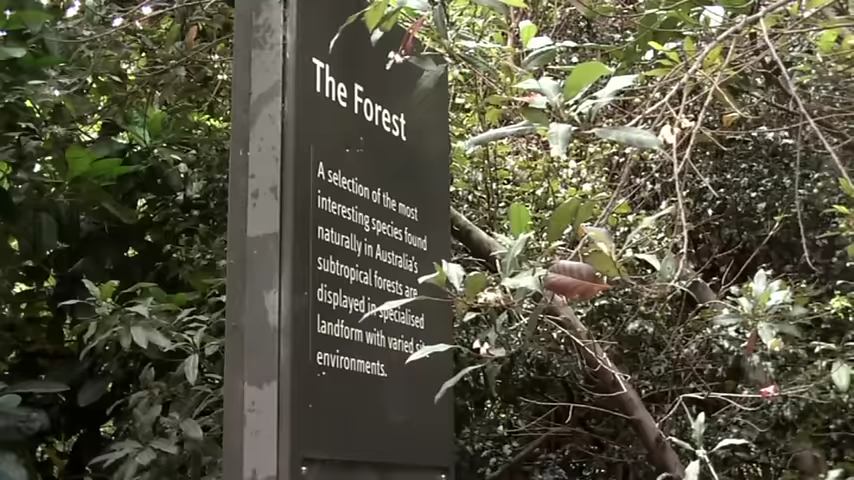 The Forest
A selection of the most
interesting species found
naturally in Australia's
subtropical forests are
displayed in specialised
landform with varied
environments.